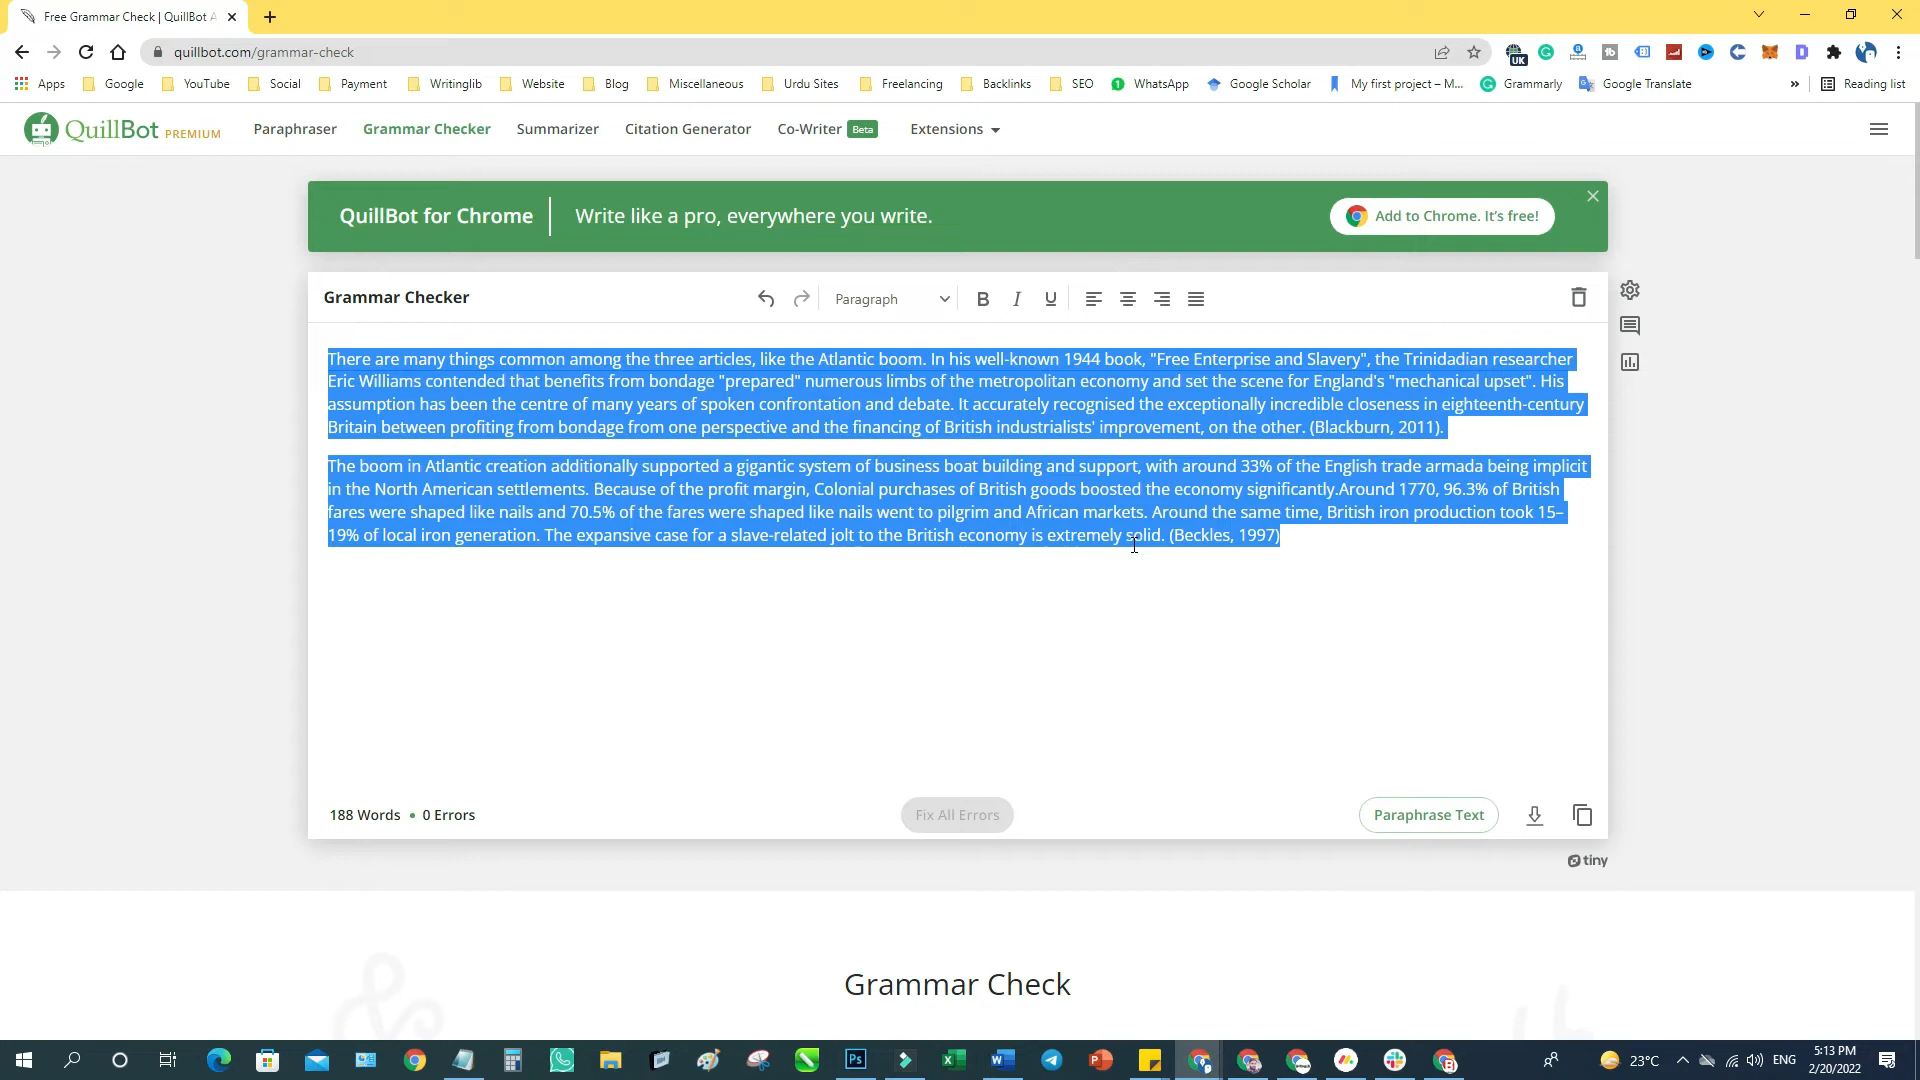 Free Grammar Check | QuillBot A
quillbot.com/grammar-check
UK
Apps Google YouTube Social Payment Writinglib Website Blog Miscellaneous Urdu Sites Freelancing Backlinks SEO WhatsApp Google Scholar My first project – M... Grammarly Google Translate » Reading list
QuillBot PREMIUM Paraphraser Grammar Checker Summarizer Citation Generator Co-Writer Beta Extensions
QuillBot for Chrome Write like a pro, everywhere you write. Add to Chrome. It's free!
Grammar Checker Paragraph B I U
There are many things common among the three articles, like the Atlantic boom. In his well-known 1944 book, "Free Enterprise and Slavery", the Trinidadian researcher
Eric Williams contended that benefits from bondage "prepared" numerous limbs of the metropolitan economy and set the scene for England's "mechanical upset". His
assumption has been the centre of many years of spoken confrontation and debate. It accurately recognised the exceptionally incredible closeness in eighteenth-century
Britain between profiting from bondage from one perspective and the financing of British industrialists' improvement, on the other. (Blackburn, 2011).
The boom in Atlantic creation additionally supported a gigantic system of business boat building and support, with around 33% of the English trade armada being implicit
in the North American settlements. Because of the profit margin, Colonial purchases of British goods boosted the economy significantly.Around 1770, 96.3% of British
fares were shaped like nails and 70.5% of the fares were shaped like nails went to pilgrim and African markets. Around the same time, British iron production took 15–
19% of local iron generation. The expansive case for a slave-related jolt to the British economy is extremely solid. (Beckles, 1997)
188 Words • 0 Errors Fix All Errors Paraphrase Text
tiny
Grammar Check
23°C ENG 5:13 PM
2/20/2022